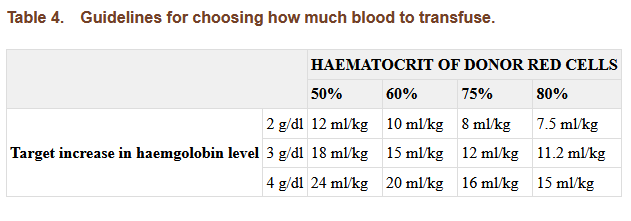 Table 4. Guidelines for choosing how much blood to transfuse.
HAEMATOCRIT OF DONOR RED CELLS
50% 60% 75% 80%
2 g/dl 12 ml/kg 10 ml/kg 8 ml/kg 7.5 ml/kg
Target increase in haemgolobin level 3 g/dl 18 ml/kg 15 ml/kg 12 ml/kg 11.2 ml/kg
4 g/dl 24 ml/kg 20 ml/kg 16 ml/kg 15 ml/kg